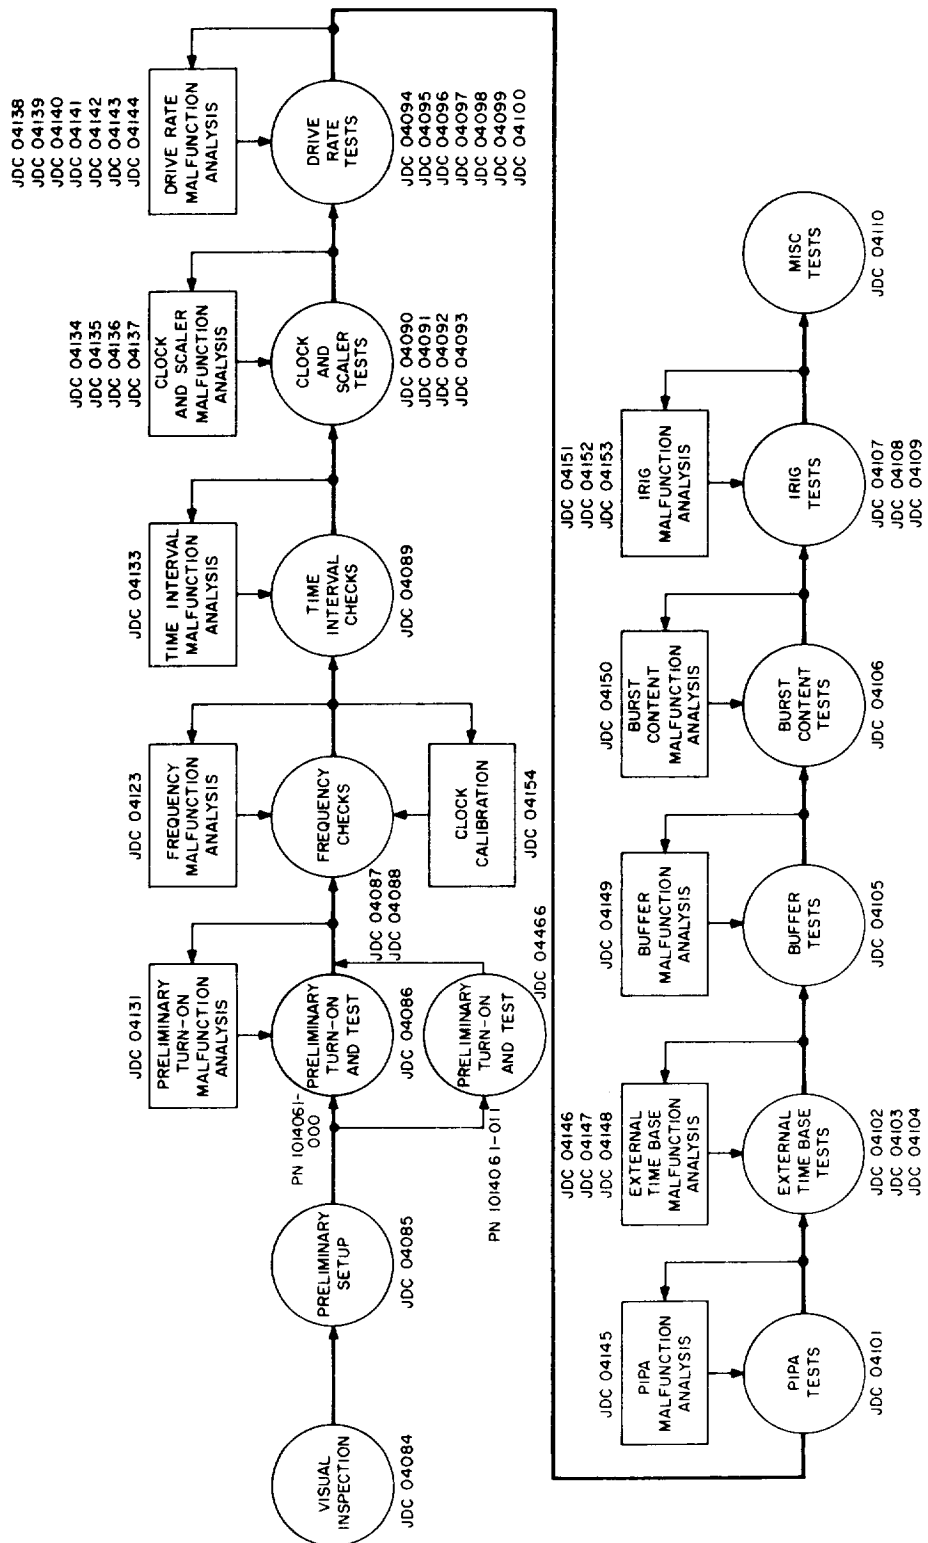 VISUAL
INSPECTION
JDC 04084
PRELIMINARY
SETUP
JDC 04085
PN 1014061-
000
PN 1014061-011
JDC 04131
PRELIMINARY
TURN-ON
MALFUNCTION
ANALYSIS
PRELIMINARY
TURN-ON
AND TEST
JDC 04086
PRELIMINARY
TURN-ON
AND TEST
JDC 04466
JDC 04123
FREQUENCY
MALFUNCTION
ANALYSIS
FREQUENCY
CHECKS
JDC 04087
JDC 04088
CLOCK
CALIBRATION
JDC 04154
JDC 04133
TIME INTERVAL
MALFUNCTION
ANALYSIS
TIME
INTERVAL
CHECKS
JDC 04089
JDC 04134
JDC 04135
JDC 04136
JDC 04137
CLOCK
AND SCALER
MALFUNCTION
ANALYSIS
CLOCK
AND
SCALER
TESTS
JDC 04090
JDC 04091
JDC 04092
JDC 04093
JDC 04138
JDC 04139
JDC 04140
JDC 04141
JDC 04142
JDC 04143
JDC 04144
DRIVE RATE
MALFUNCTION
ANALYSIS
DRIVE
RATE
TESTS
JDC 04094
JDC 04095
JDC 04096
JDC 04097
JDC 04098
JDC 04099
JDC 04100
JDC 04145
PIPA
MALFUNCTION
ANALYSIS
PIPA
TESTS
JDC 04101
JDC 04146
JDC 04147
JDC 04148
EXTERNAL
TIME BASE
MALFUNCTION
ANALYSIS
EXTERNAL
TIME BASE
TESTS
JDC 04102
JDC 04103
JDC 04104
JDC 04149
BUFFER
MALFUNCTION
ANALYSIS
BUFFER
TESTS
JDC 04105
JDC 04150
BURST
CONTENT
MALFUNCTION
ANALYSIS
BURST
CONTENT
TESTS
JDC 04106
JDC 04151
JDC 04152
JDC 04153
IRIG
MALFUNCTION
ANALYSIS
IRIG
TESTS
JDC 04107
JDC 04108
JDC 04109
MISC
TESTS
JDC 04110